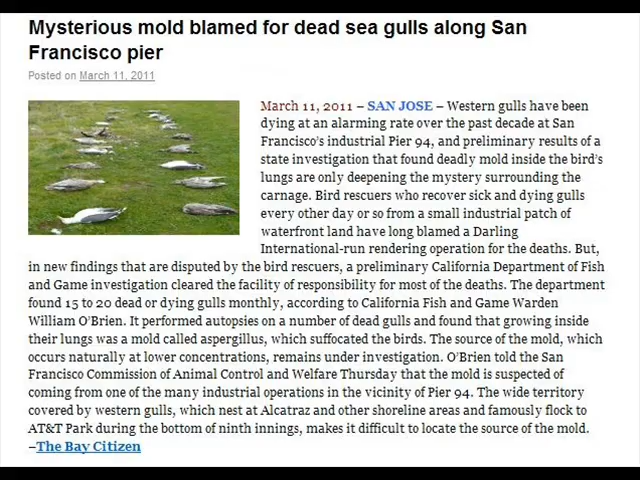 Mysterious mold blamed for dead sea gulls along San
Francisco pier
Posted on March 11, 2011
March 11, 2011 – SAN JOSE – Western gulls have been
dying at an alarming rate over the past decade at San
Francisco's industrial Pier 94, and preliminary results of a
state investigation that found deadly mold inside the bird's
lungs are only deepening the mystery surrounding the
carnage. Bird rescuers who recover sick and dying gulls
every other day or so from a small industrial patch of
waterfront land have long blamed a Darling
International-run rendering operation for the deaths. But,
in new findings that are disputed by the bird rescuers, a preliminary California Department of Fish
and Game investigation cleared the facility of responsibility for most of the deaths. The department
found 15 to 20 dead or dying gulls monthly, according to California Fish and Game Warden
William O'Brien. It performed autopsies on a number of dead gulls and found that growing inside
their lungs was a mold called aspergillus, which suffocated the birds. The source of the mold, which
occurs naturally at lower concentrations, remains under investigation. O'Brien told the San
Francisco Commission of Animal Control and Welfare Thursday that the mold is suspected of
coming from one of the many industrial operations in the vicinity of Pier 94. The wide territory
covered by western gulls, which nest at Alcatraz and other shoreline areas and famously flock to
AT&T Park during the bottom of ninth innings, makes it difficult to locate the source of the mold.
–The Bay Citizen